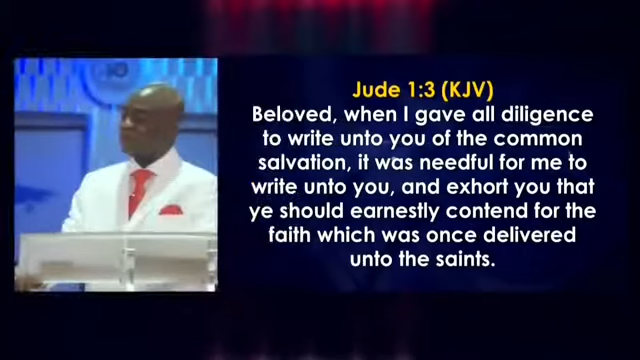 Jude 1:3 (KJV)
Beloved, when I gave all diligence
to write unto you of the common
salvation, it was needful for me to
write unto you, and exhort you that
ye should earnestly contend for the
faith which was once delivered
unto the saints.